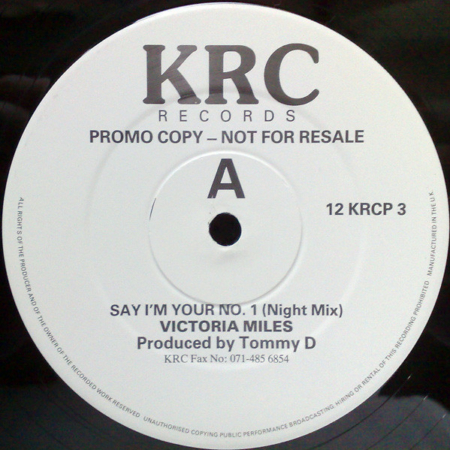 KRC
RECORDS
PROMO COPY – NOT FOR RESALE
A
12 KRCP 3
SAY I'M YOUR NO. 1 (Night Mix)
VICTORIA MILES
Produced by Tommy D
KRC Fax No: 071-485 6854
ALL RIGHTS OF THE PRODUCER AND OF THE OWNER OF THE RECORDED WORK RESERVED. UNAUTHORISED COPYING PUBLIC PERFORMANCE BROADCASTING, HIRING OR RENTAL OF THIS RECORDING PROHIBITED. MANUFACTURED IN THE U.K.